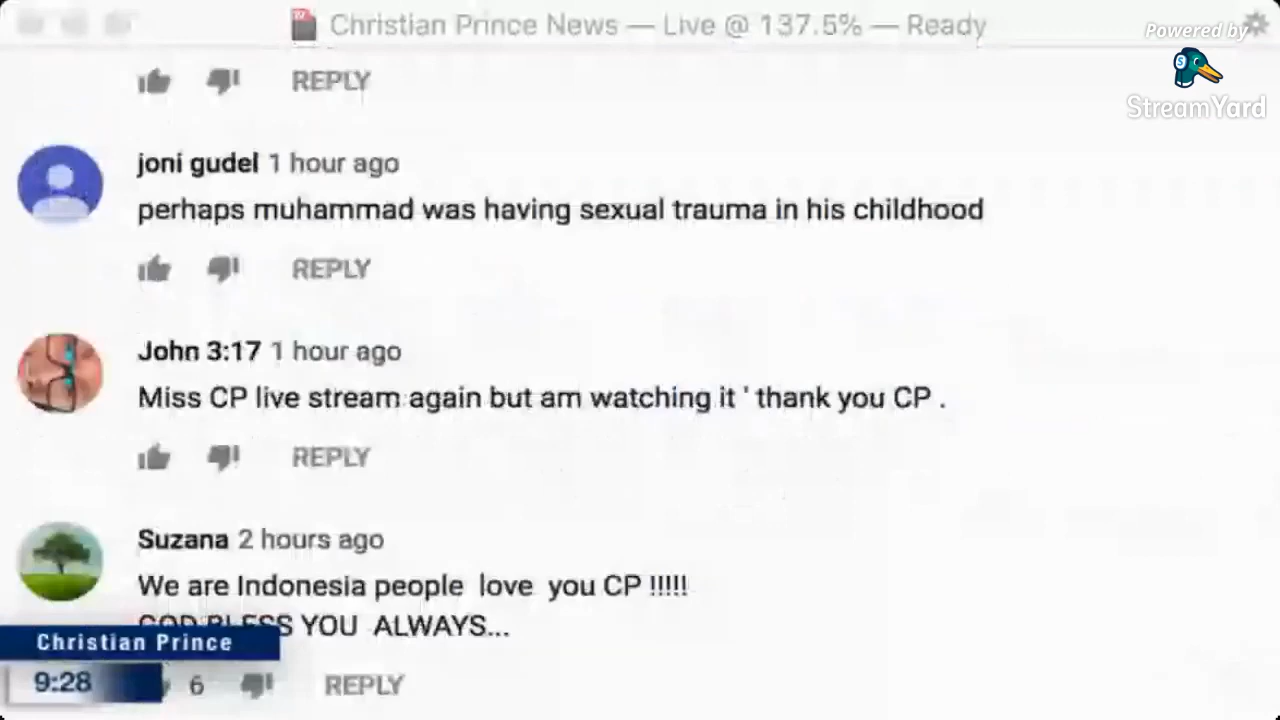 Christian Prince News — Live @ 137.5% — Ready
Powered by
StreamYard
REPLY
joni gudel 1 hour ago
perhaps muhammad was having sexual trauma in his childhood
REPLY
John 3:17 1 hour ago
Miss CP live stream again but am watching it ' thank you CP .
REPLY
Suzana 2 hours ago
We are Indonesia people love you CP !!!!!
GOD BLESS YOU ALWAYS...
Christian Prince
9:28
6 REPLY